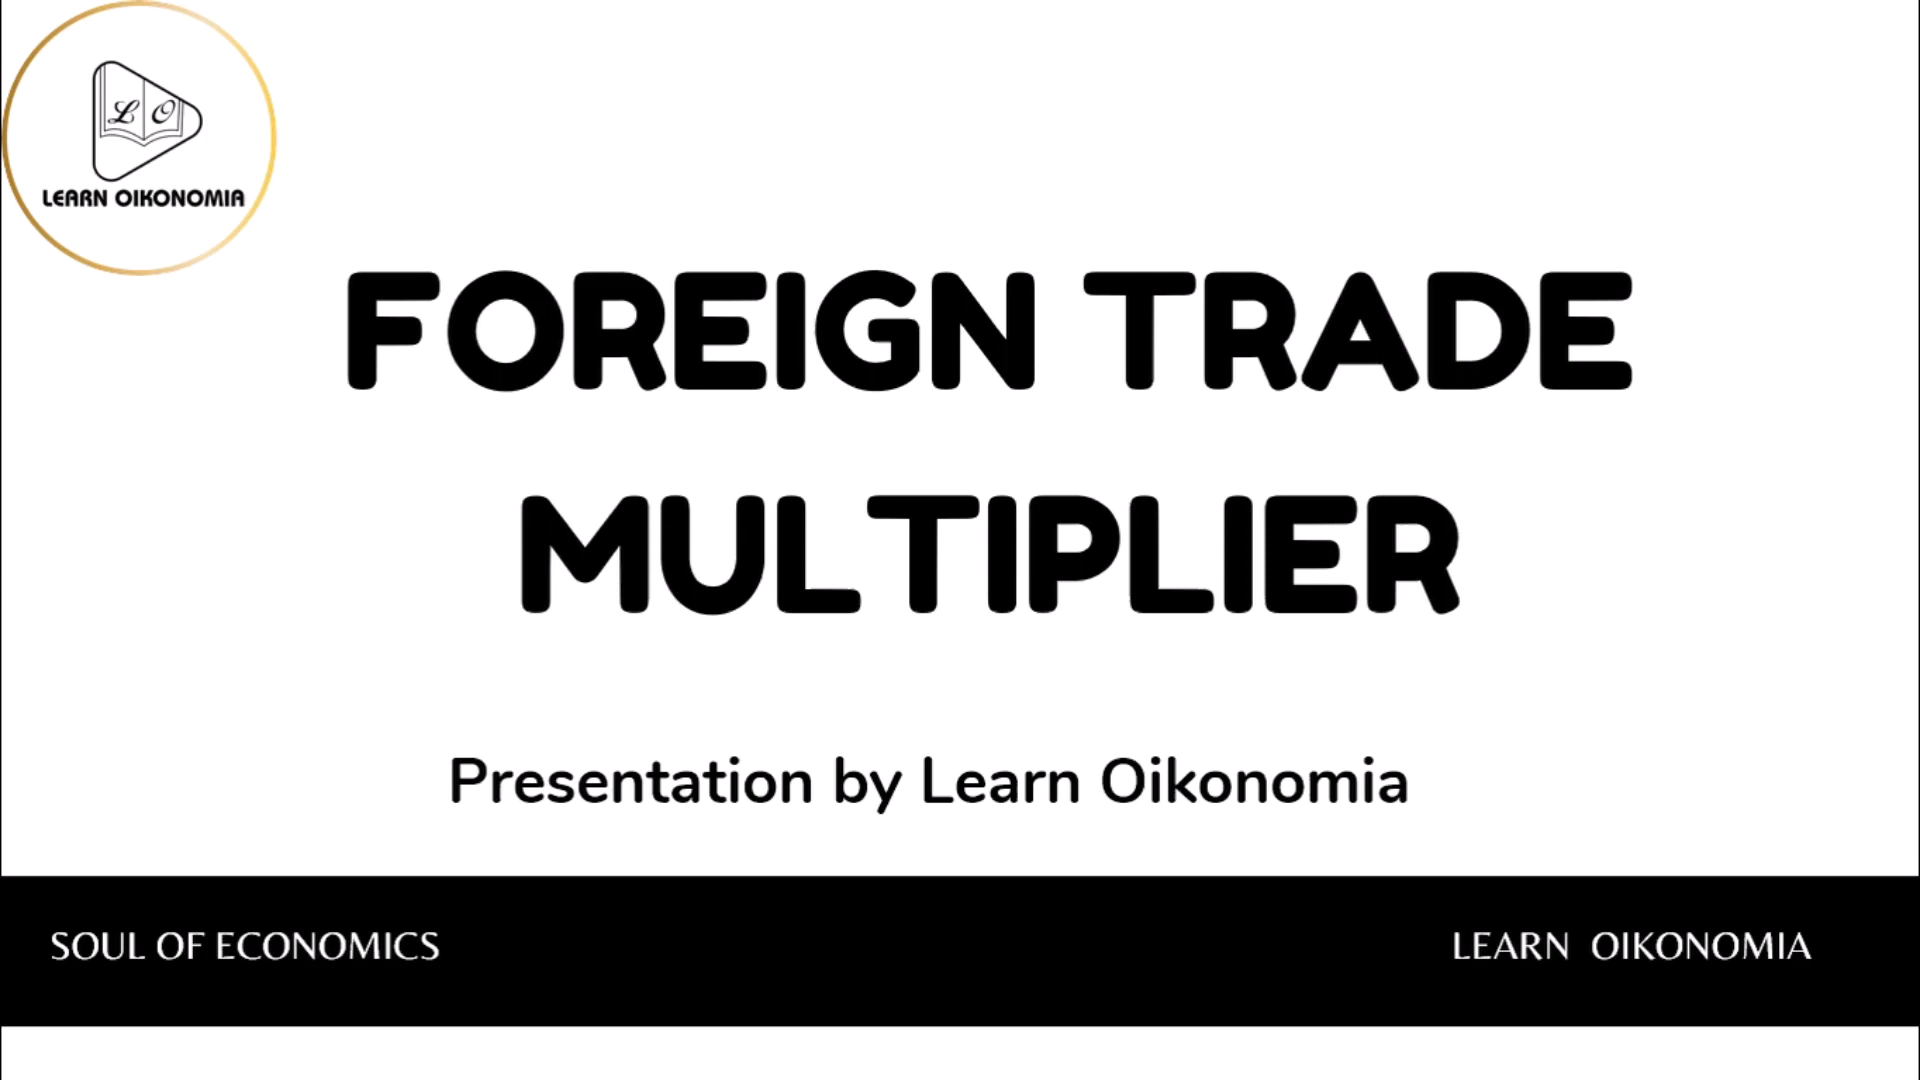 L O
LEARN OIKONOMIA
FOREIGN TRADE
MULTIPLIER
Presentation by Learn Oikonomia
SOUL OF ECONOMICS
LEARN OIKONOMIA